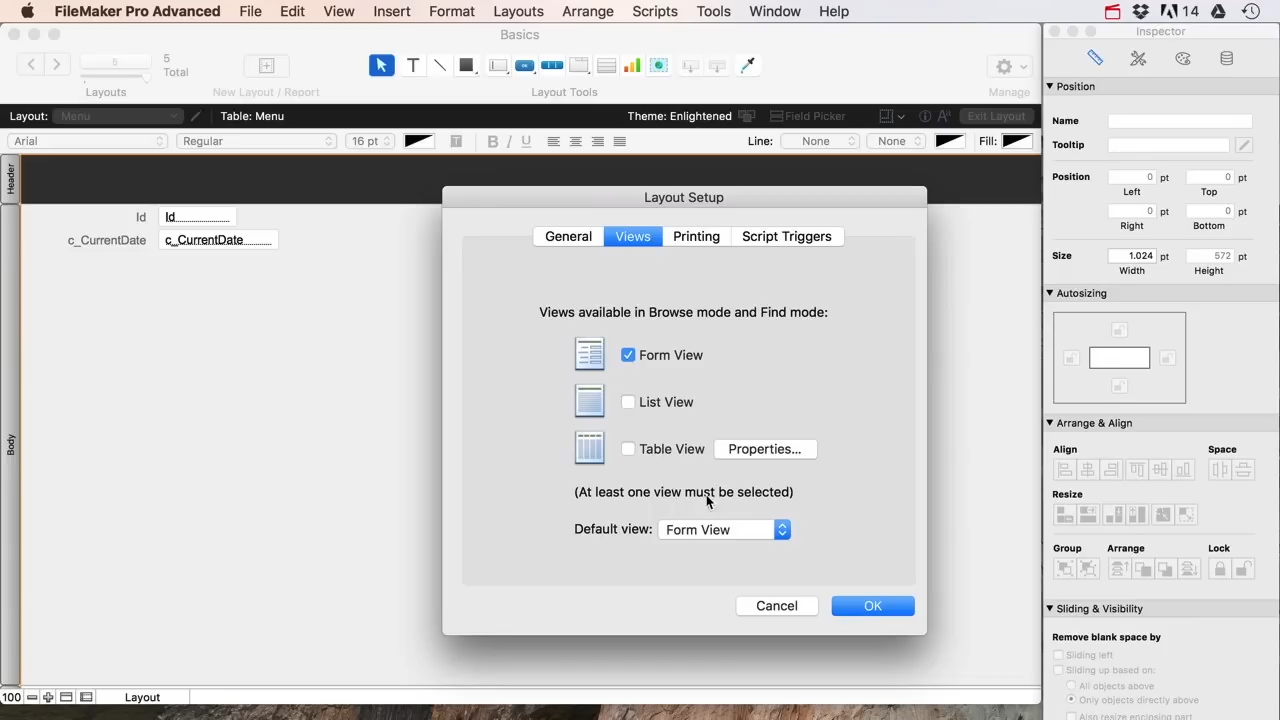 FileMaker Pro Advanced File Edit View Insert Format Layouts Arrange Scripts Tools Window Help 14
Basics
Inspector
5
5
Total
Layouts
New Layout / Report
Layout Tools
Manage
Layout: Menu Table: Menu Theme: Enlightened Field Picker Exit Layout
Arial Regular 16 pt B I U Line: None None Fill:
Header
Body
Id Id
c_CurrentDate c_CurrentDate
Layout Setup
General Views Printing Script Triggers
Views available in Browse mode and Find mode:
Form View
List View
Table View Properties...
(At least one view must be selected)
Default view: Form View
Cancel OK
100 Layout
Position
Name
Tooltip
Position 0 pt 0 pt
Left Top
0 pt 0 pt
Right Bottom
Size 1.024 pt 572 pt
Width Height
Autosizing
Arrange & Align
Align Space
Resize
Group Arrange Lock
Sliding & Visibility
Remove blank space by
Sliding left
Sliding up based on:
All objects above
Only objects directly above
Also resize enclosing part